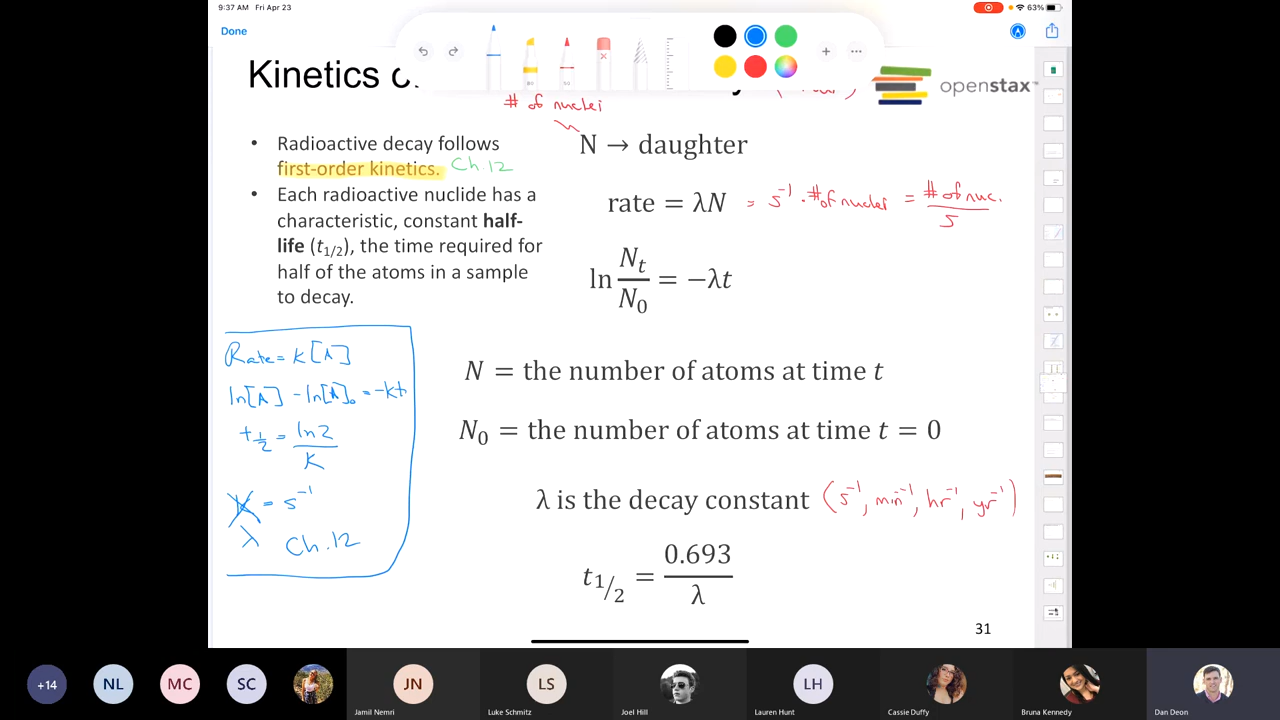 9:37 AM Fri Apr 23
63%
Done
Kinetics o
openstax™
# of nuclei
• Radioactive decay follows
first-order kinetics. Ch.12
• Each radioactive nuclide has a
characteristic, constant half-
life (t1/2), the time required for
half of the atoms in a sample
to decay.
N → daughter
rate = λN = s⁻¹ · # of nuclei = # of nuc. / s
ln Nt/N0 = −λt
Rate = k[A]
ln[A] - ln[A]₀ = -kt
t½ = ln2/k
k = s⁻¹
λ Ch.12
N = the number of atoms at time t
N0 = the number of atoms at time t = 0
λ is the decay constant (s⁻¹, min⁻¹, hr⁻¹, yr⁻¹)
t1/2 = 0.693/λ
31
+14
NL
MC
SC
JN
Jamil Nemri
LS
Luke Schmitz
Joel Hill
LH
Lauren Hunt
Cassie Duffy
Bruna Kennedy
Dan Deon